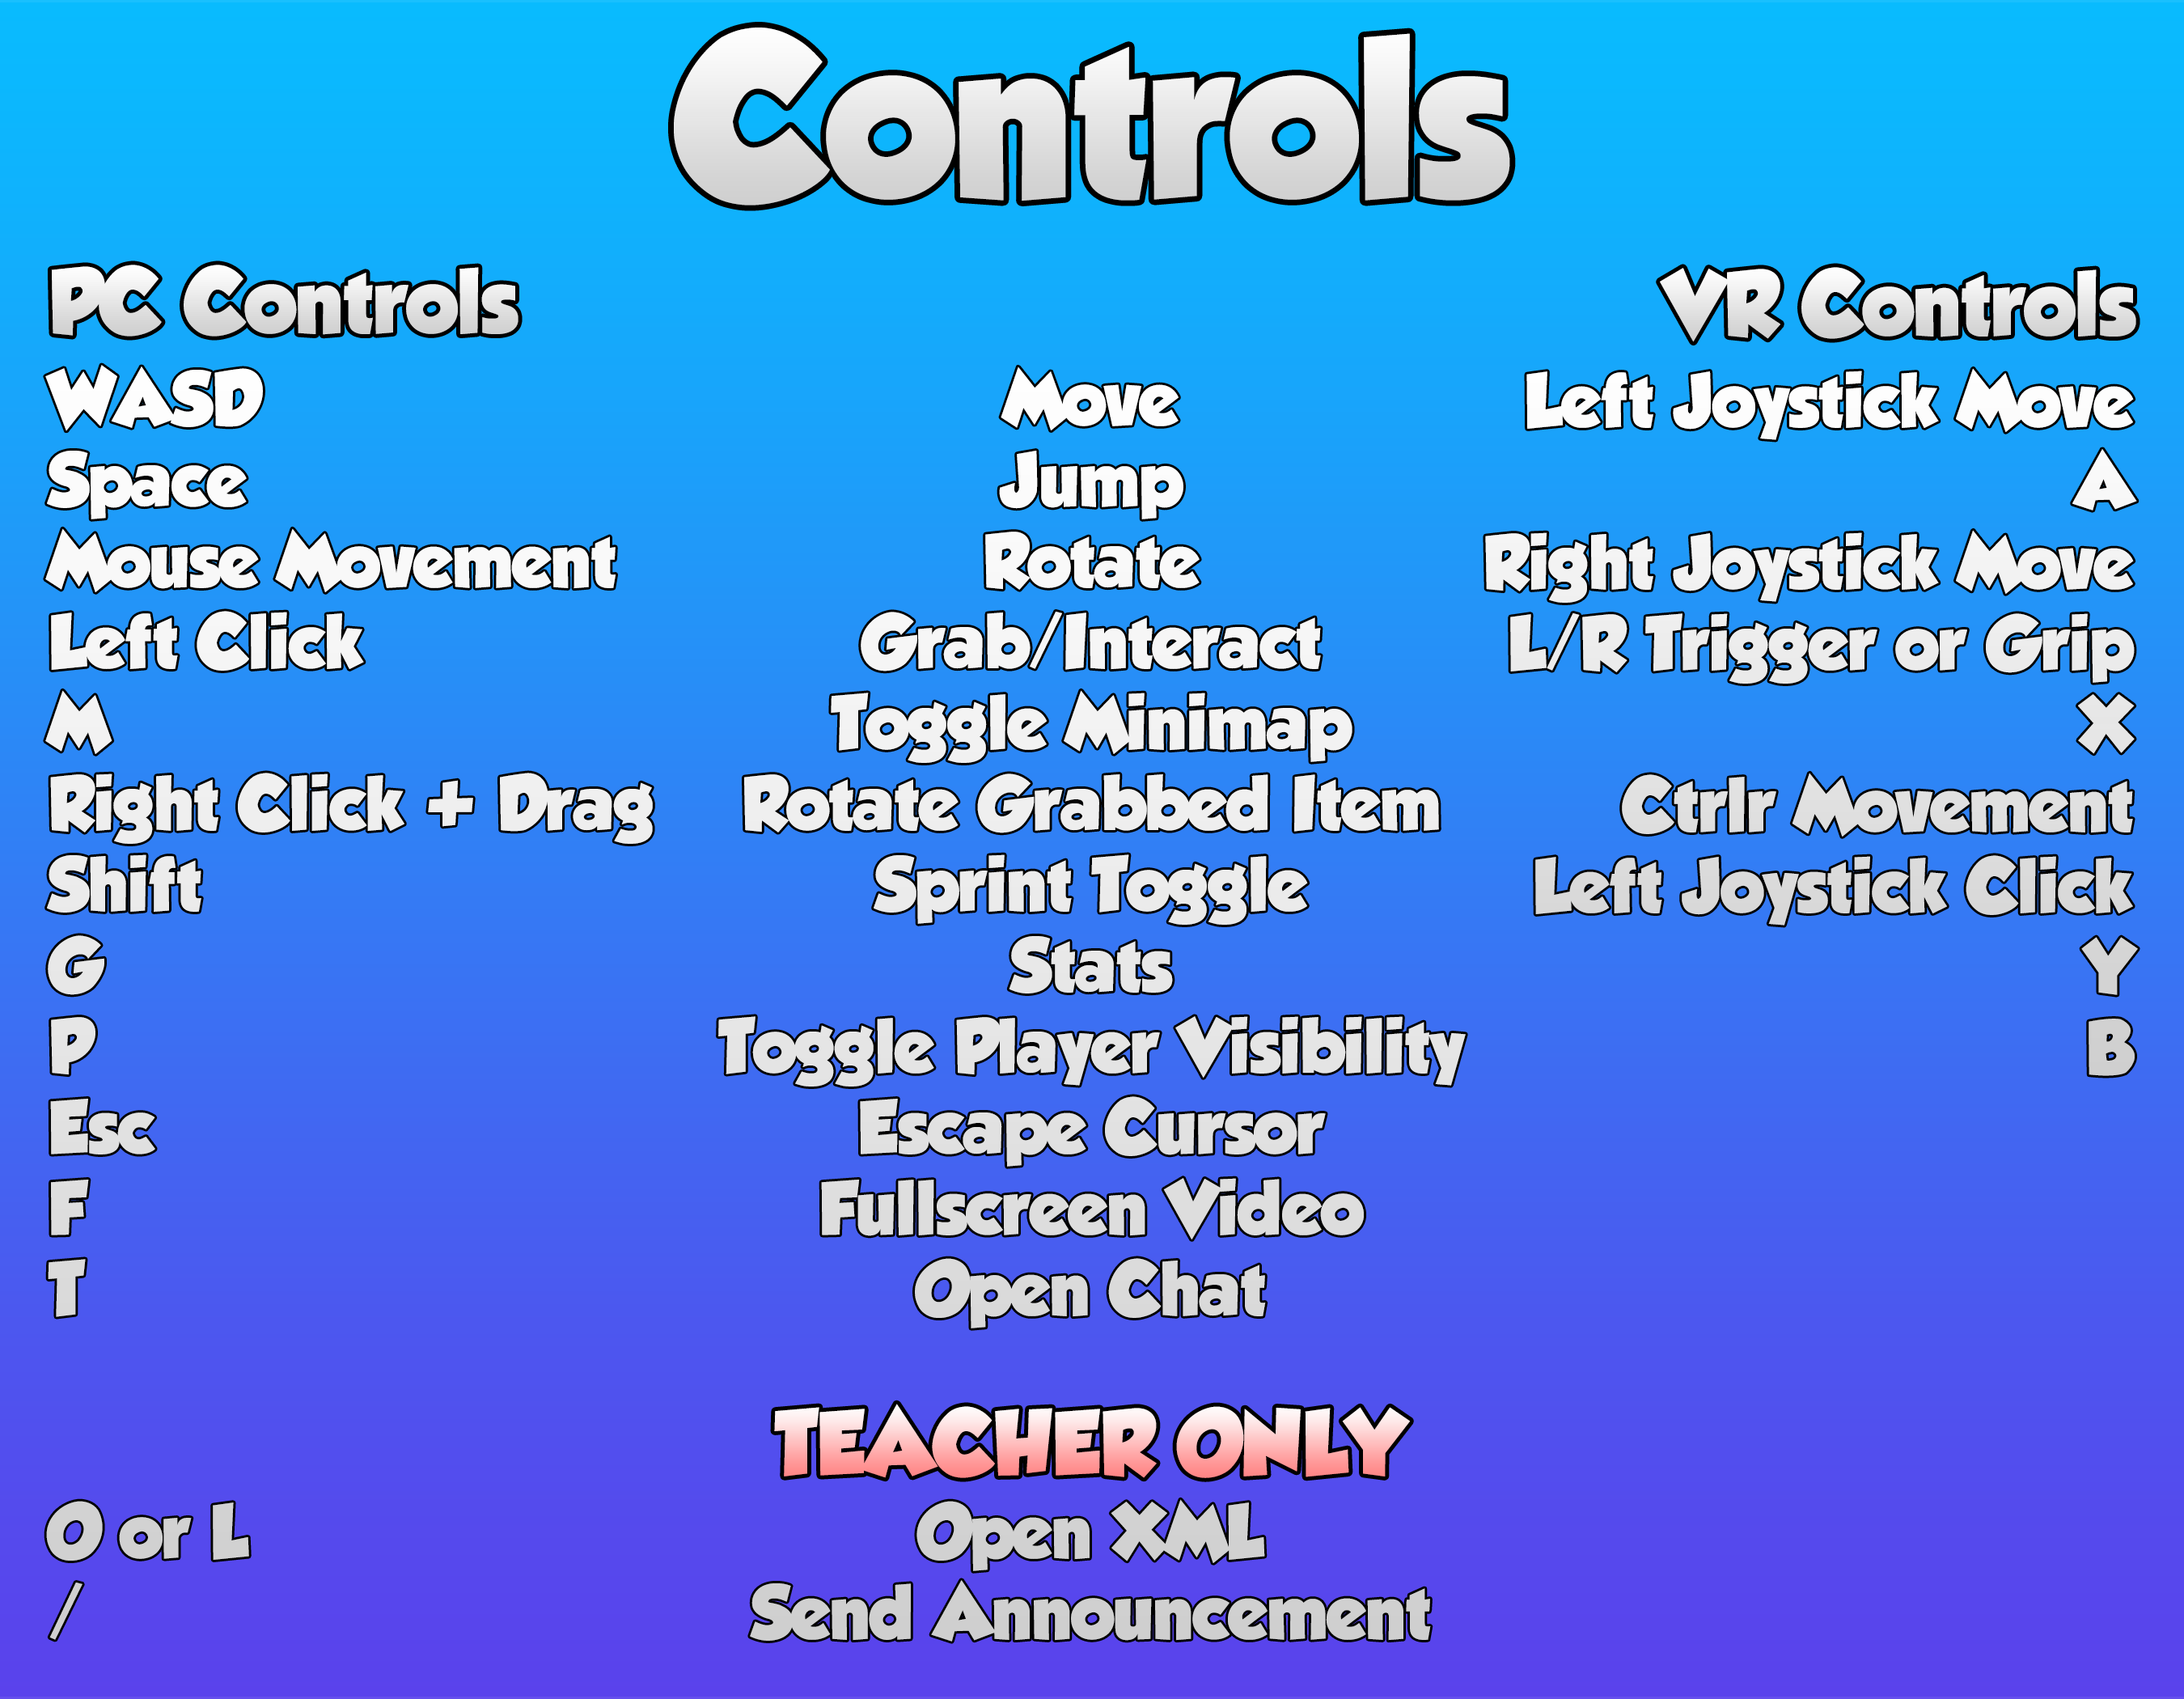 Controls
PC Controls VR Controls
WASD Move Left Joystick Move
Space Jump A
Mouse Movement Rotate Right Joystick Move
Left Click Grab/Interact L/R Trigger or Grip
M Toggle Minimap X
Right Click + Drag Rotate Grabbed Item Ctrlr Movement
Shift Sprint Toggle Left Joystick Click
G Stats Y
P Toggle Player Visibility B
Esc Escape Cursor
F Fullscreen Video
T Open Chat
TEACHER ONLY
O or L Open XML
/ Send Announcement